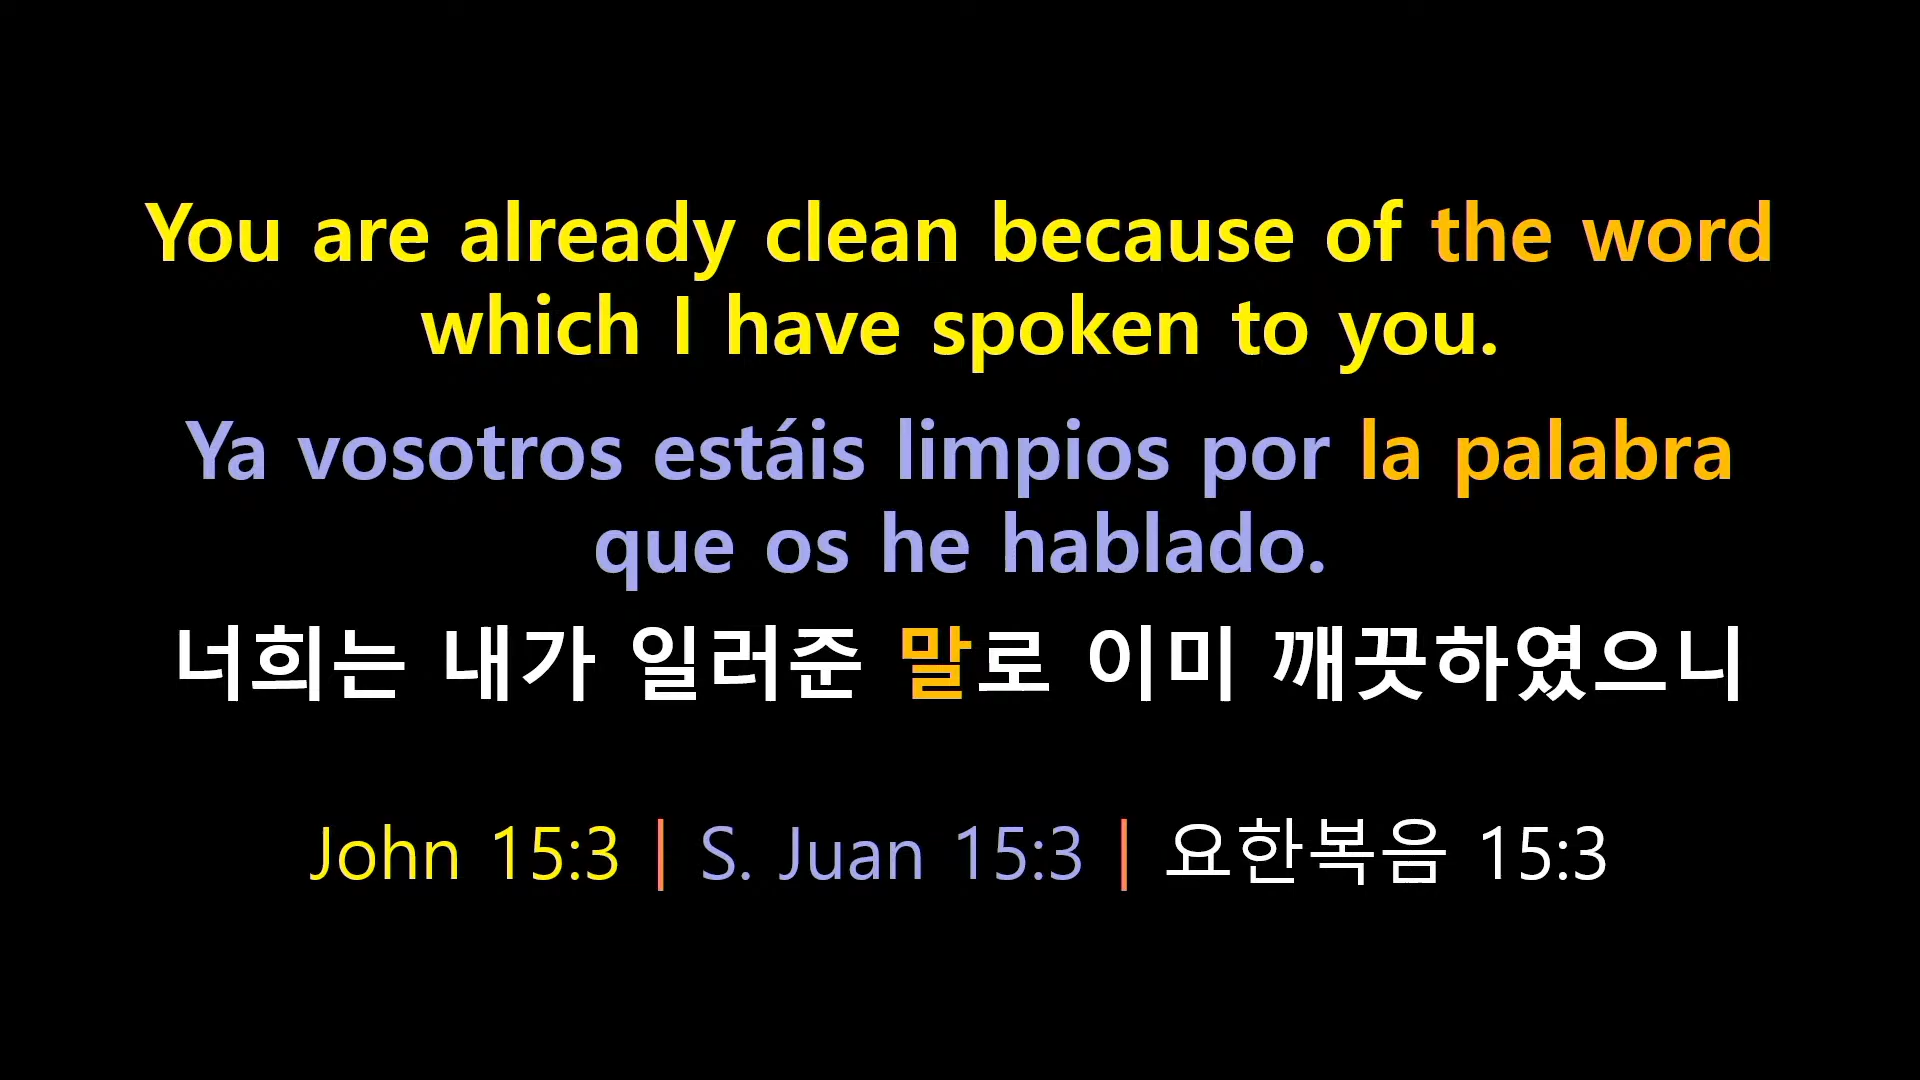 You are already clean because of the word
which I have spoken to you.
Ya vosotros estáis limpios por la palabra
que os he hablado.
너희는 내가 일러준 말로 이미 깨끗하였으니
John 15:3 | S. Juan 15:3 | 요한복음 15:3